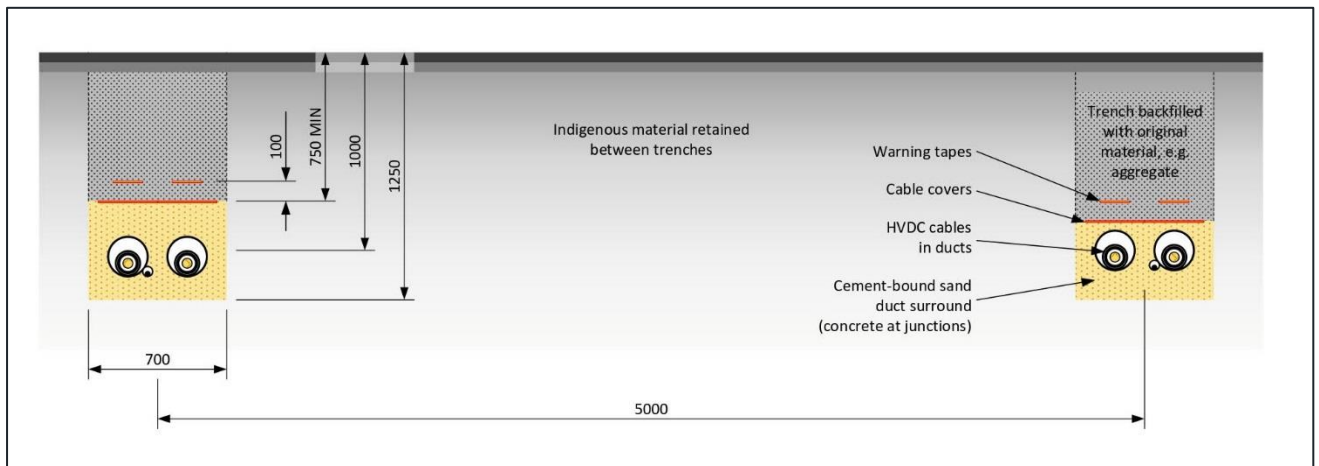 100
750 MIN
1000
1250
700
5000
Indigenous material retained
between trenches
Warning tapes
Cable covers
HVDC cables
in ducts
Cement-bound sand
duct surround
(concrete at junctions)
Trench backfilled
with original
material, e.g.
aggregate